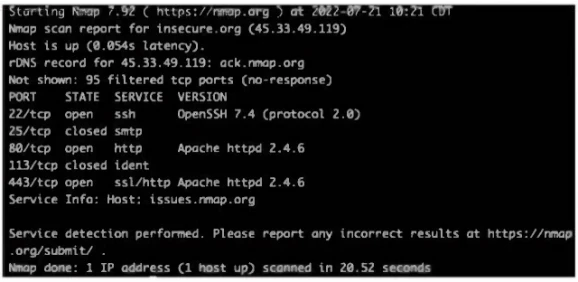 Starting Nmap 7.92 ( https://nmap.org ) at 2022-07-21 10:21 CDT
Nmap scan report for insecure.org (45.33.49.119)
Host is up (0.054s latency).
rDNS record for 45.33.49.119: ack.nmap.org
Not shown: 95 filtered tcp ports (no-response)
PORT STATE SERVICE VERSION
22/tcp open ssh OpenSSH 7.4 (protocol 2.0)
25/tcp closed smtp
80/tcp open http Apache httpd 2.4.6
113/tcp closed ident
443/tcp open ssl/http Apache httpd 2.4.6
Service Info: Host: issues.nmap.org
Service detection performed. Please report any incorrect results at https://nmap
.org/submit/ .
Nmap done: 1 IP address (1 host up) scanned in 20.52 seconds